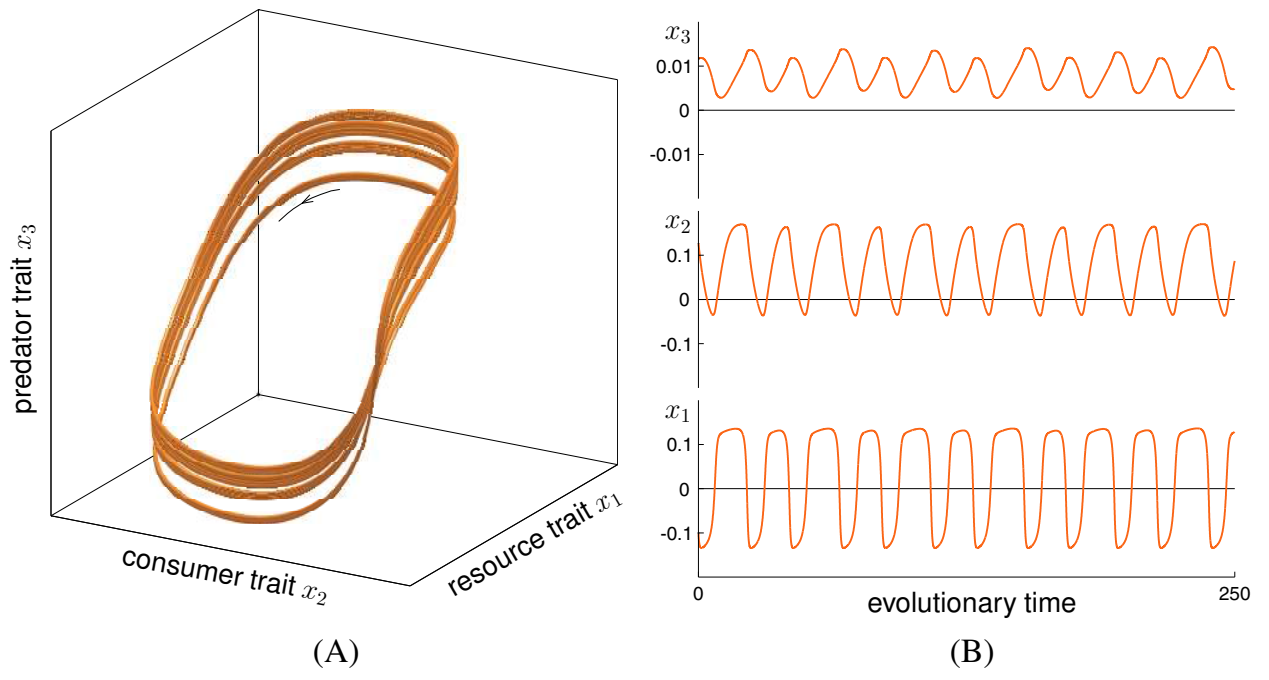 predator trait x₃
consumer trait x₂
resource trait x₁
(A)
x₃
0.01
0
-0.01
x₂
0.1
0
-0.1
x₁
0.1
0
-0.1
0
250
evolutionary time
(B)